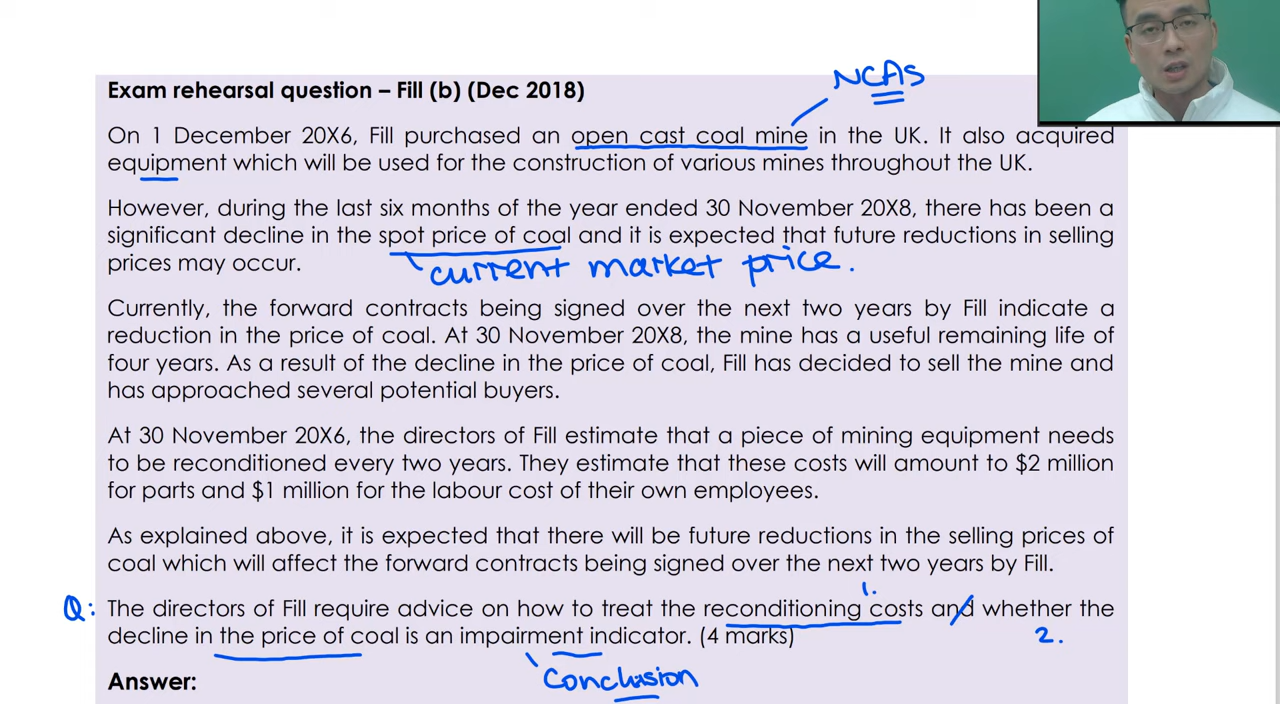 NCAS
Exam rehearsal question – Fill (b) (Dec 2018)
On 1 December 20X6, Fill purchased an open cast coal mine in the UK. It also acquired
equipment which will be used for the construction of various mines throughout the UK.
However, during the last six months of the year ended 30 November 20X8, there has been a
significant decline in the spot price of coal and it is expected that future reductions in selling
prices may occur.
current market price.
Currently, the forward contracts being signed over the next two years by Fill indicate a
reduction in the price of coal. At 30 November 20X8, the mine has a useful remaining life of
four years. As a result of the decline in the price of coal, Fill has decided to sell the mine and
has approached several potential buyers.
At 30 November 20X6, the directors of Fill estimate that a piece of mining equipment needs
to be reconditioned every two years. They estimate that these costs will amount to $2 million
for parts and $1 million for the labour cost of their own employees.
As explained above, it is expected that there will be future reductions in the selling prices of
coal which will affect the forward contracts being signed over the next two years by Fill.
1.
Q: The directors of Fill require advice on how to treat the reconditioning costs and whether the
decline in the price of coal is an impairment indicator. (4 marks)
2.
Conclusion
Answer: